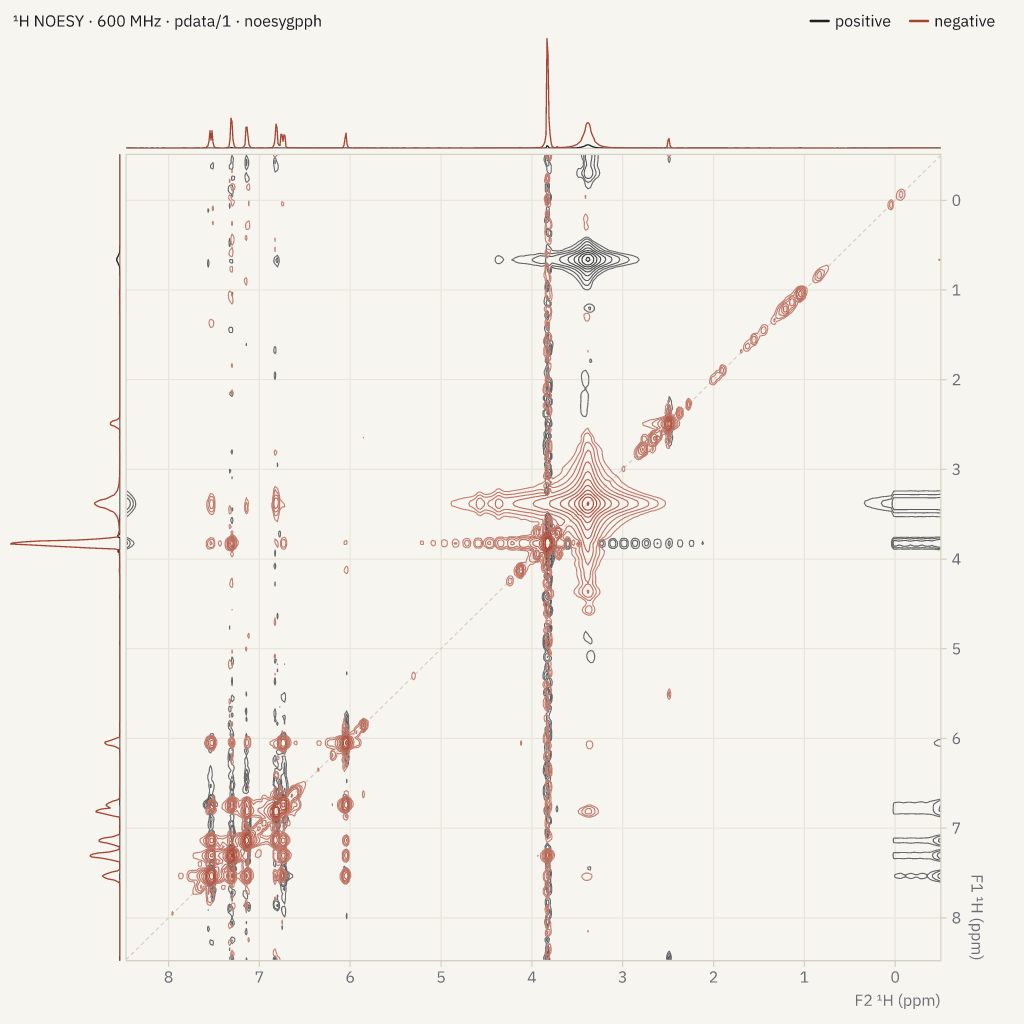 ¹H NOESY · 600 MHz · pdata/1 · noesygpph
positive
negative
0
1
2
3
4
5
6
7
8
F1 ¹H (ppm)
8 7 6 5 4 3 2 1 0
F2 ¹H (ppm)